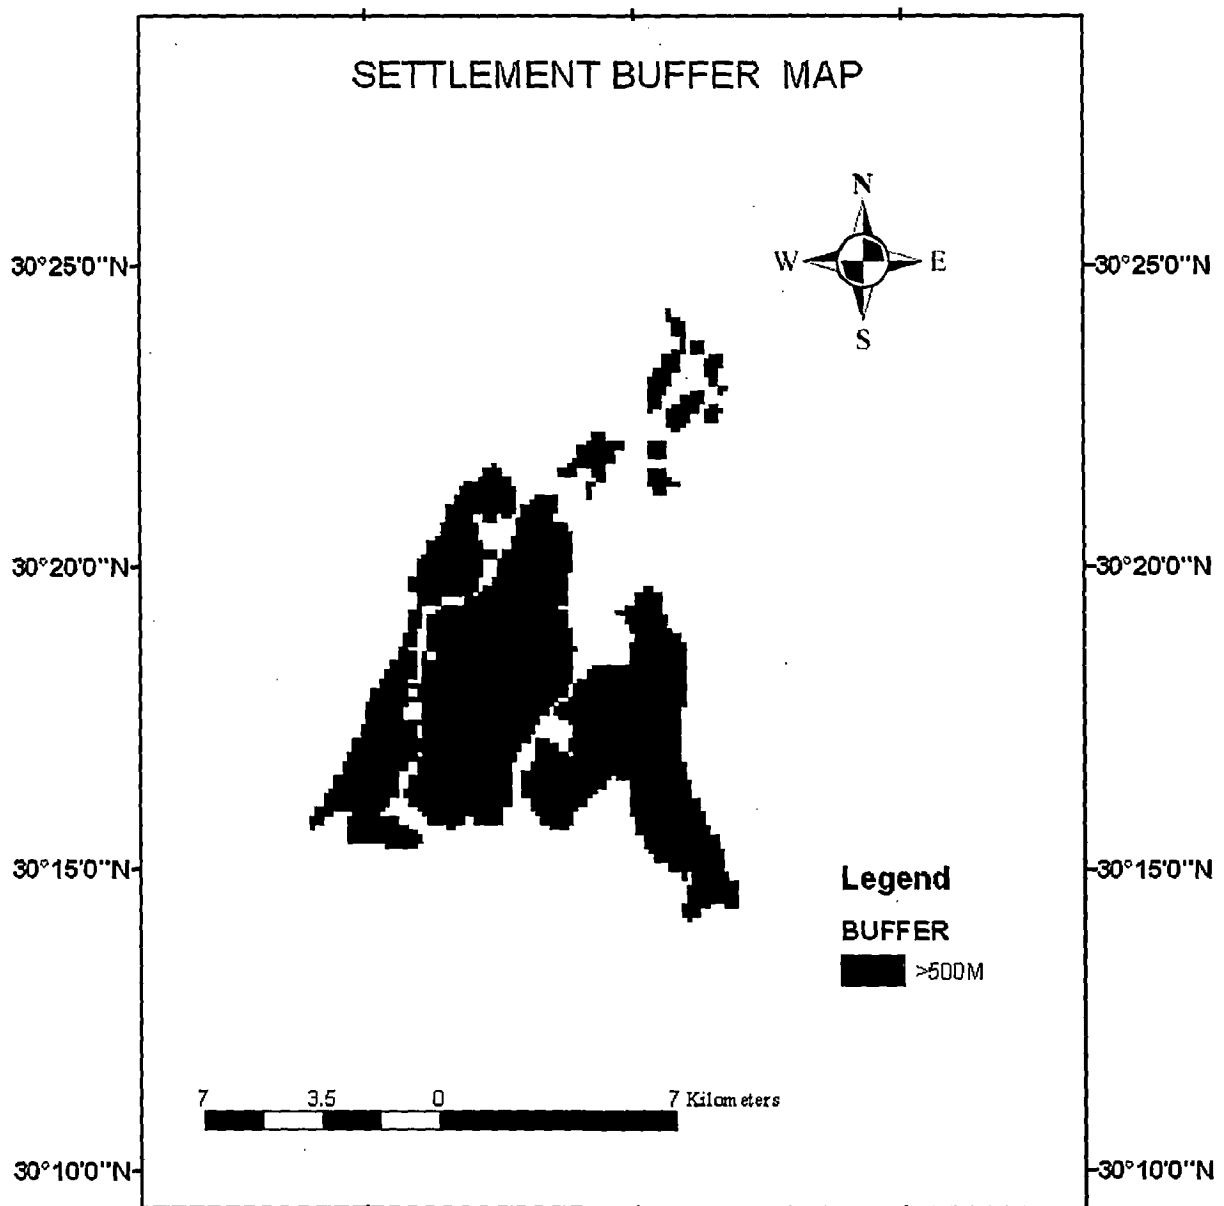 SETTLEMENT BUFFER MAP
N
W E
S
30°25'0"N 30°25'0"N
30°20'0"N 30°20'0"N
30°15'0"N 30°15'0"N
Legend
BUFFER
>500M
7 3.5 0 7 Kilometers
30°10'0"N 30°10'0"N